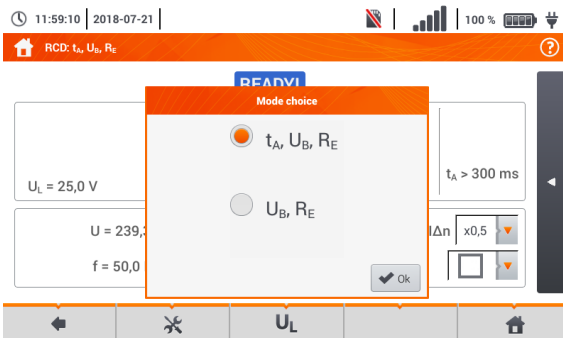 11:59:10 2018-07-21 100 %
RCD: tA, UB, RE ?
READY!
Mode choice
tA, UB, RE
UL = 25,0 V
tA > 300 ms
UB, RE
U = 239,
IΔn x0,5
f = 50,0
Ok
UL